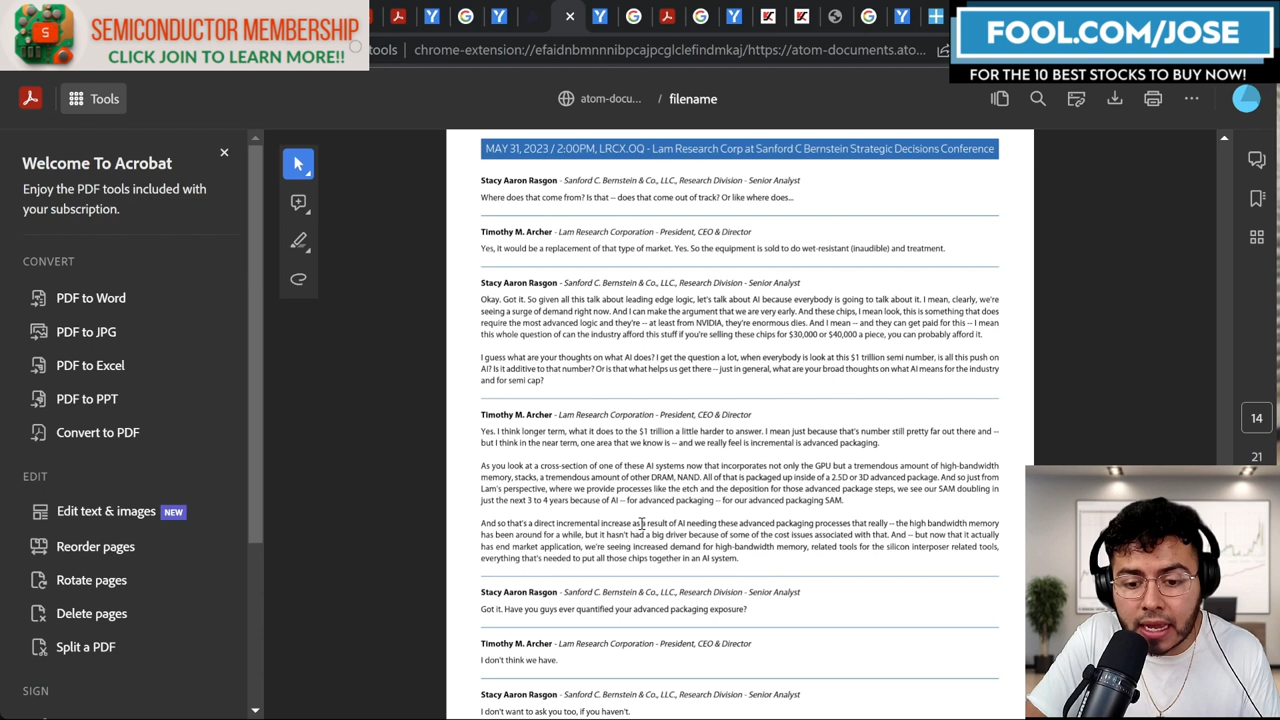 SEMICONDUCTOR MEMBERSHIP
CLICK JOIN TO LEARN MORE!!
FOOL.COM/JOSE
FOR THE 10 BEST STOCKS TO BUY NOW!
chrome-extension://efaidnbmnnnibpcajpcglclefindmkaj/https://atom-documents.ato...
Tools
atom-docu... / filename
Welcome To Acrobat
Enjoy the PDF tools included with
your subscription.
CONVERT
PDF to Word
PDF to JPG
PDF to Excel
PDF to PPT
Convert to PDF
EDIT
Edit text & images NEW
Reorder pages
Rotate pages
Delete pages
Split a PDF
SIGN
MAY 31, 2023 / 2:00PM, LRCX.OQ - Lam Research Corp at Sanford C Bernstein Strategic Decisions Conference
Stacy Aaron Rasgon - Sanford C. Bernstein & Co., LLC., Research Division - Senior Analyst
Where does that come from? Is that -- does that come out of track? Or like where does...
Timothy M. Archer - Lam Research Corporation - President, CEO & Director
Yes, it would be a replacement of that type of market. Yes. So the equipment is sold to do wet-resistant (inaudible) and treatment.
Stacy Aaron Rasgon - Sanford C. Bernstein & Co., LLC., Research Division - Senior Analyst
Okay. Got it. So given all this talk about leading edge logic, let's talk about AI because everybody is going to talk about it. I mean, clearly, we're
seeing a surge of demand right now. And I can make the argument that we are very early. And these chips, I mean look, this is something that does
require the most advanced logic and they're -- at least from NVIDIA, they're enormous dies. And I mean -- and they can get paid for this -- I mean
this whole question of can the industry afford this stuff if you're selling these chips for $30,000 or $40,000 a piece, you can probably afford it.
I guess what are your thoughts on what AI does? I get the question a lot, when everybody is look at this $1 trillion semi number, is all this push on
AI? Is it additive to that number? Or is that what helps us get there -- just in general, what are your broad thoughts on what AI means for the industry
and for semi cap?
Timothy M. Archer - Lam Research Corporation - President, CEO & Director
Yes. I think longer term, what it does to the $1 trillion a little harder to answer. I mean just because that's number still pretty far out there and --
but I think in the near term, one area that we know is -- and we really feel is incremental is advanced packaging.
As you look at a cross-section of one of these AI systems now that incorporates not only the GPU but a tremendous amount of high-bandwidth
memory, stacks, a tremendous amount of other DRAM, NAND. All of that is packaged up inside of a 2.5D or 3D advanced package. And so just from
Lam's perspective, where we provide processes like the etch and the deposition for those advanced package steps, we see our SAM doubling in
just the next 3 to 4 years because of AI -- for advanced packaging -- for our advanced packaging SAM.
And so that's a direct incremental increase as a result of AI needing these advanced packaging processes that really -- the high bandwidth memory
has been around for a while, but it hasn't had a big driver because of some of the cost issues associated with that. And -- but now that it actually
has end market application, we're seeing increased demand for high-bandwidth memory, related tools for the silicon interposer related tools,
everything that's needed to put all those chips together in an AI system.
Stacy Aaron Rasgon - Sanford C. Bernstein & Co., LLC., Research Division - Senior Analyst
Got it. Have you guys ever quantified your advanced packaging exposure?
Timothy M. Archer - Lam Research Corporation - President, CEO & Director
I don't think we have.
Stacy Aaron Rasgon - Sanford C. Bernstein & Co., LLC., Research Division - Senior Analyst
I don't want to ask you too, if you haven't.
14
21